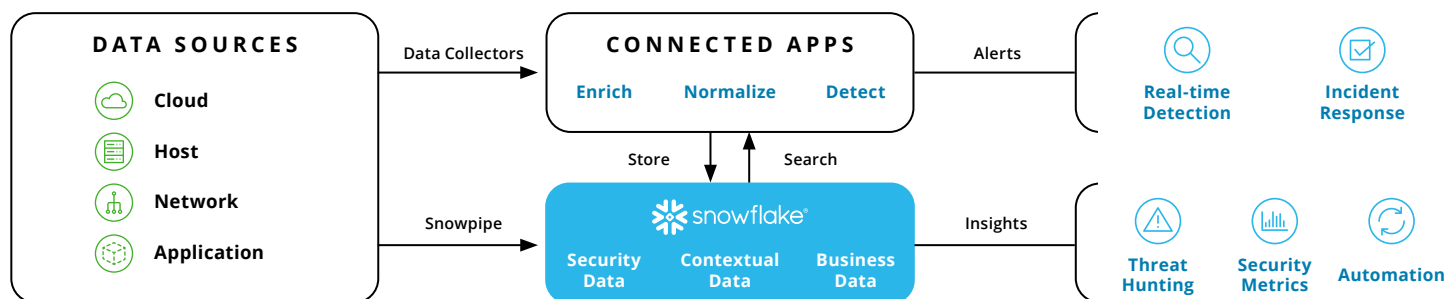 DATA SOURCES
Cloud
Host
Network
Application
Data Collectors
Snowpipe
CONNECTED APPS
Enrich Normalize Detect
Store Search
snowflake®
Security Data
Contextual Data
Business Data
Alerts
Insights
Real-time
Detection
Incident
Response
Threat
Hunting
Security
Metrics
Automation